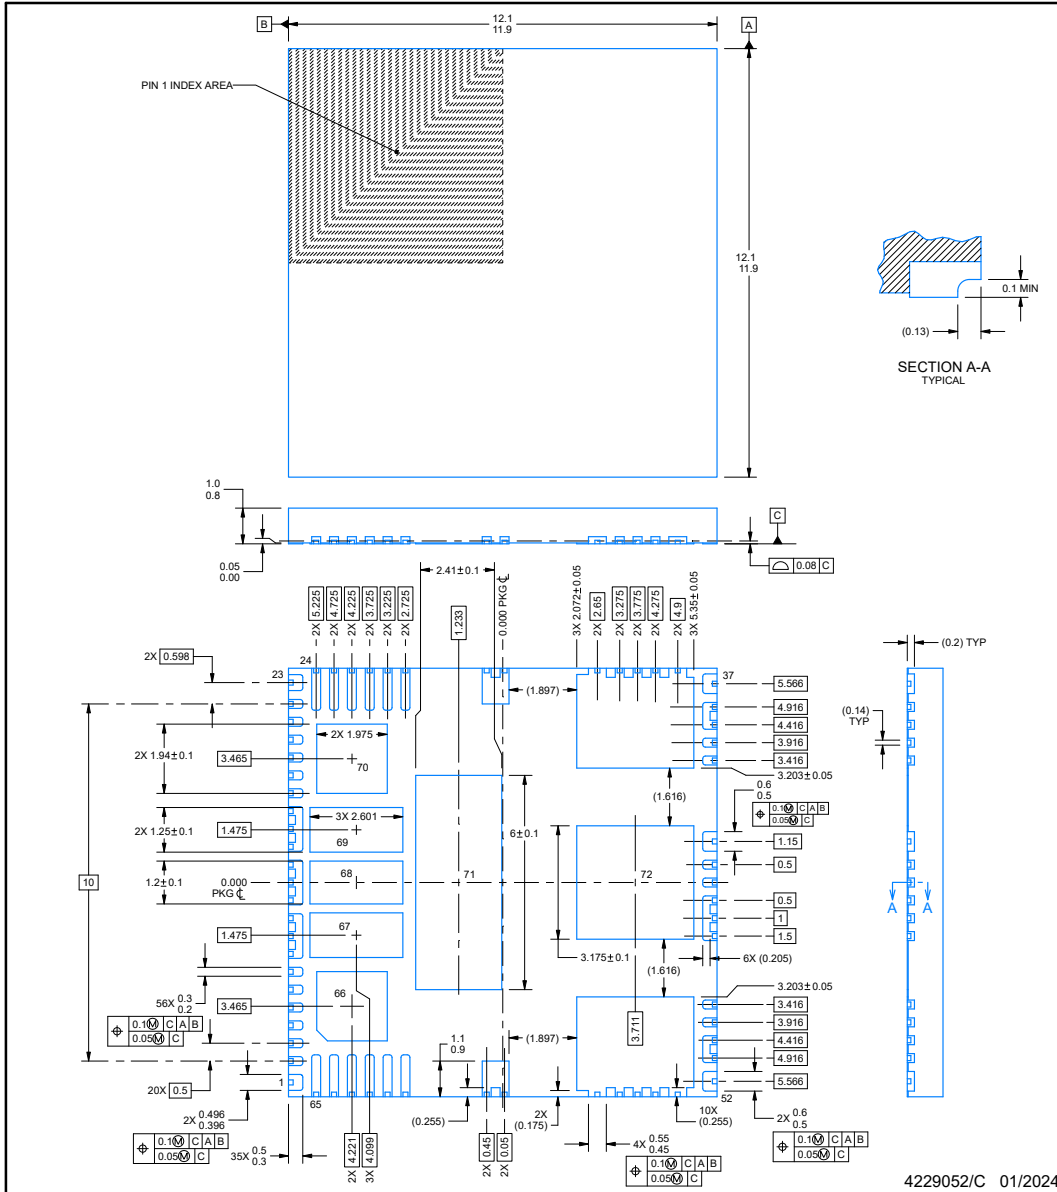 B
12.1
11.9
A
PIN 1 INDEX AREA
12.1
11.9
0.1 MIN
(0.13)
SECTION A-A
TYPICAL
1.0
0.8
C
0.05
0.00
0.08 C
2X 5.225
2X 4.725
2X 4.225
2X 3.725
2X 3.225
2X 2.725
2.41±0.1
1.233
0.000 PKG ℄
3X 2.072±0.05
2X 2.65
2X 3.275
2X 3.775
2X 4.275
2X 4.9
3X 5.35±0.05
(0.2) TYP
2X 0.598
24
23
(1.897)
37
5.566
4.916
4.416
3.916
3.416
(0.14)
TYP
2X 1.94±0.1
3.465
2X 1.975
70
3.203±0.05
(1.616)
0.6
0.5
0.1Ⓜ C A B
0.05Ⓜ C
2X 1.25±0.1
1.475
3X 2.601
69
6±0.1
1.15
0.5
10
1.2±0.1
0.000
PKG ℄
68
71
72
A A
0.5
1
1.5
1.475
67
3.175±0.1
(1.616)
6X (0.205)
56X 0.3
0.2
0.1Ⓜ C A B
0.05Ⓜ C
3.465
66
3.711
3.203±0.05
3.416
3.916
4.416
4.916
5.566
1.1
0.9
(1.897)
20X 0.5
1
65
52
2X 0.496
0.396
0.1Ⓜ C A B
0.05Ⓜ C
35X 0.5
0.3
2X 4.221
3X 4.099
(0.255)
2X 0.45
2X 0.05
2X
(0.175)
4X 0.55
0.45
0.1Ⓜ C A B
0.05Ⓜ C
10X
(0.255)
2X 0.6
0.5
0.1Ⓜ C A B
0.05Ⓜ C
4229052/C 01/2024